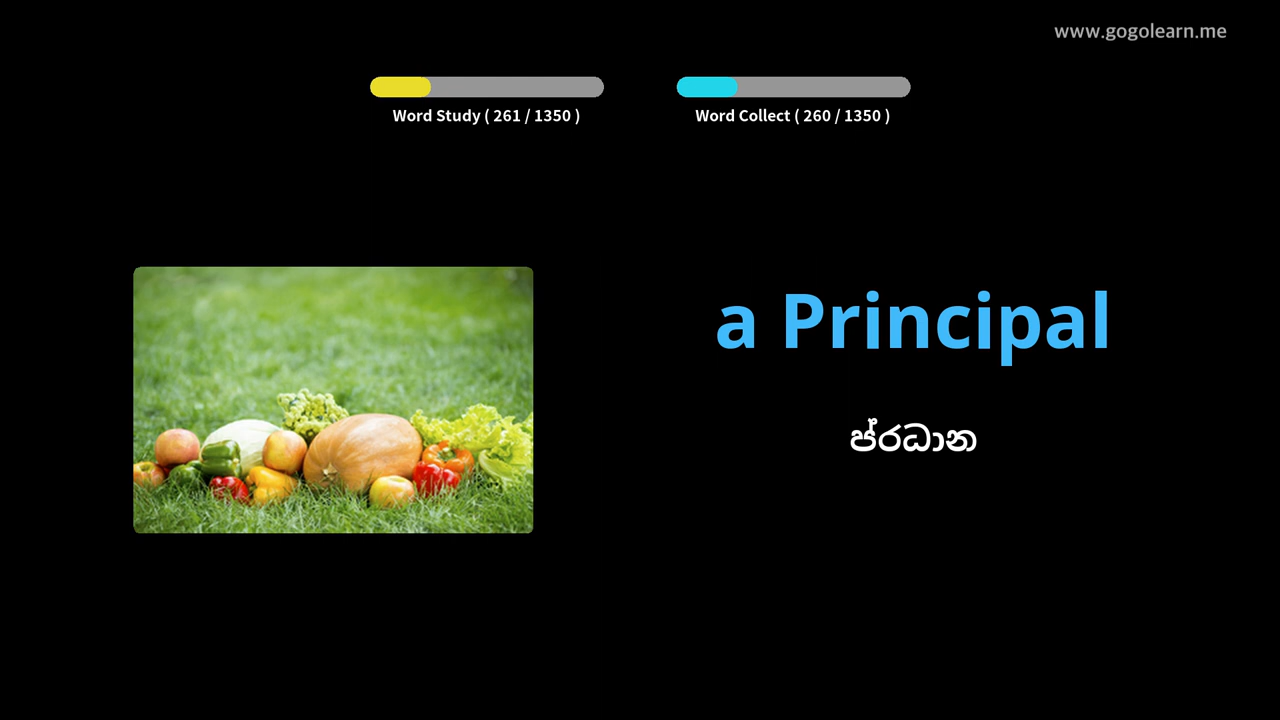 www.gogolearn.me
Word Study ( 261 / 1350 )
Word Collect ( 260 / 1350 )
a Principal
ප්රධාන